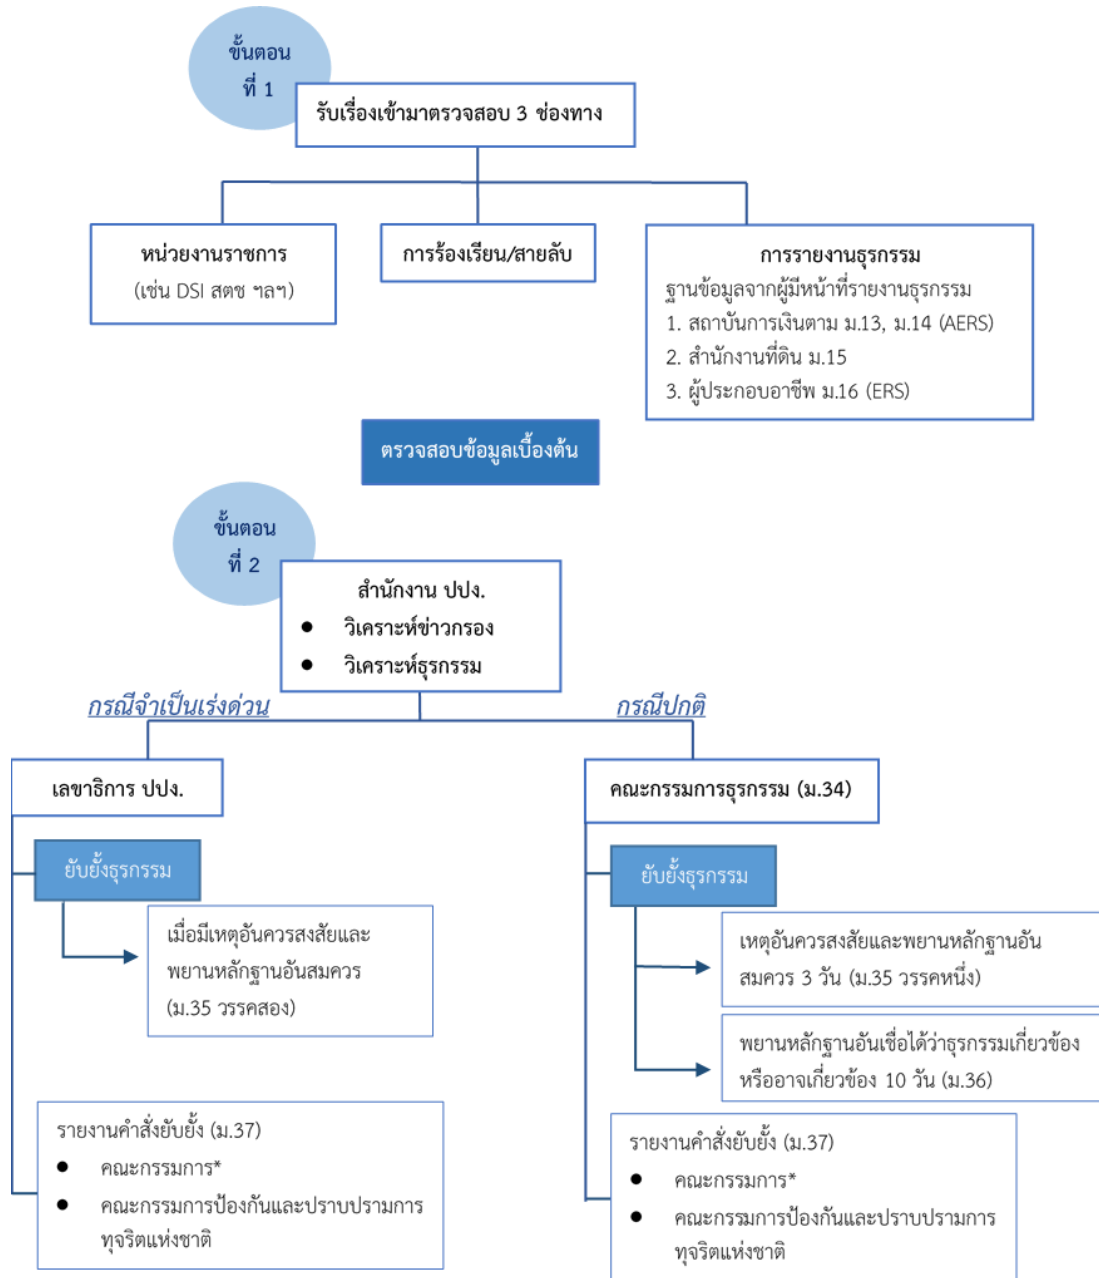 ขั้นตอน
ที่ 1
รับเรื่องเข้ามาตรวจสอบ 3 ช่องทาง
หน่วยงานราชการ
(เช่น DSI สตช ฯลฯ)
การร้องเรียน/สายลับ
การรายงานธุรกรรม
ฐานข้อมูลจากผู้มีหน้าที่รายงานธุรกรรม
1. สถาบันการเงินตาม ม.13, ม.14 (AERS)
2. สำนักงานที่ดิน ม.15
3. ผู้ประกอบอาชีพ ม.16 (ERS)
ตรวจสอบข้อมูลเบื้องต้น
ขั้นตอน
ที่ 2
สำนักงาน ปปง.
● วิเคราะห์ข่าวกรอง
● วิเคราะห์ธุรกรรม
กรณีจำเป็นเร่งด่วน
กรณีปกติ
เลขาธิการ ปปง.
ยับยั้งธุรกรรม
เมื่อมีเหตุอันควรสงสัยและ
พยานหลักฐานอันสมควร
(ม.35 วรรคสอง)
รายงานคำสั่งยับยั้ง (ม.37)
● คณะกรรมการ*
● คณะกรรมการป้องกันและปราบปรามการ
ทุจริตแห่งชาติ
คณะกรรมการธุรกรรม (ม.34)
ยับยั้งธุรกรรม
เหตุอันควรสงสัยและพยานหลักฐานอัน
สมควร 3 วัน (ม.35 วรรคหนึ่ง)
พยานหลักฐานอันเชื่อได้ว่าธุรกรรมเกี่ยวข้อง
หรืออาจเกี่ยวข้อง 10 วัน (ม.36)
รายงานคำสั่งยับยั้ง (ม.37)
● คณะกรรมการ*
● คณะกรรมการป้องกันและปราบปรามการ
ทุจริตแห่งชาติ